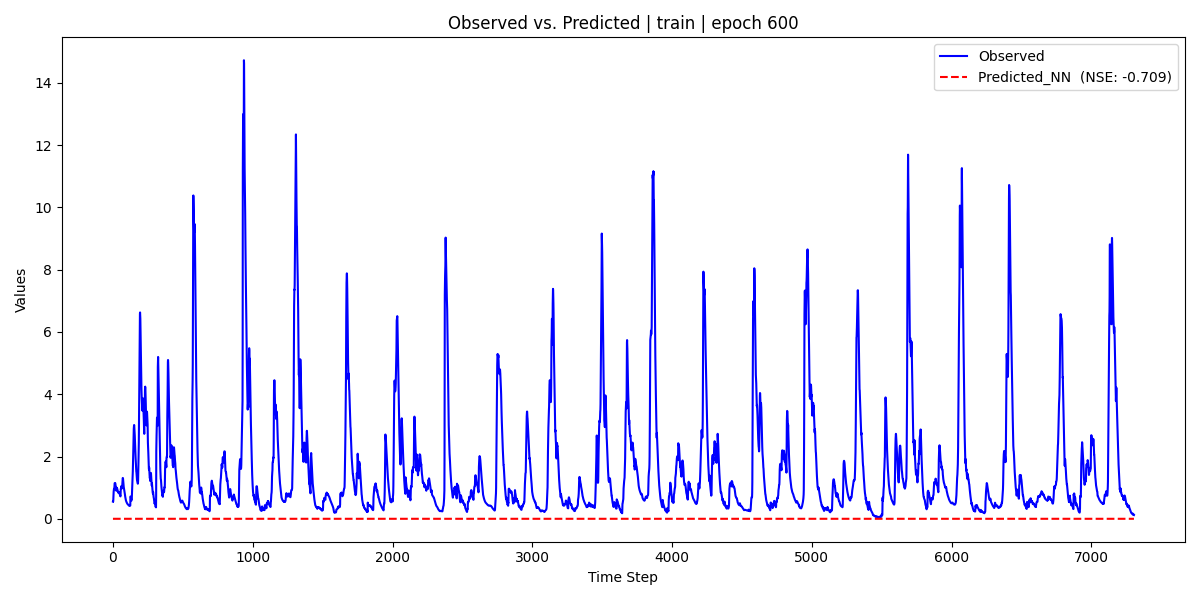 Observed vs. Predicted | train | epoch 600
Observed
Predicted_NN  (NSE: -0.709)
Values
14
12
10
8
6
4
2
0
0 1000 2000 3000 4000 5000 6000 7000
Time Step